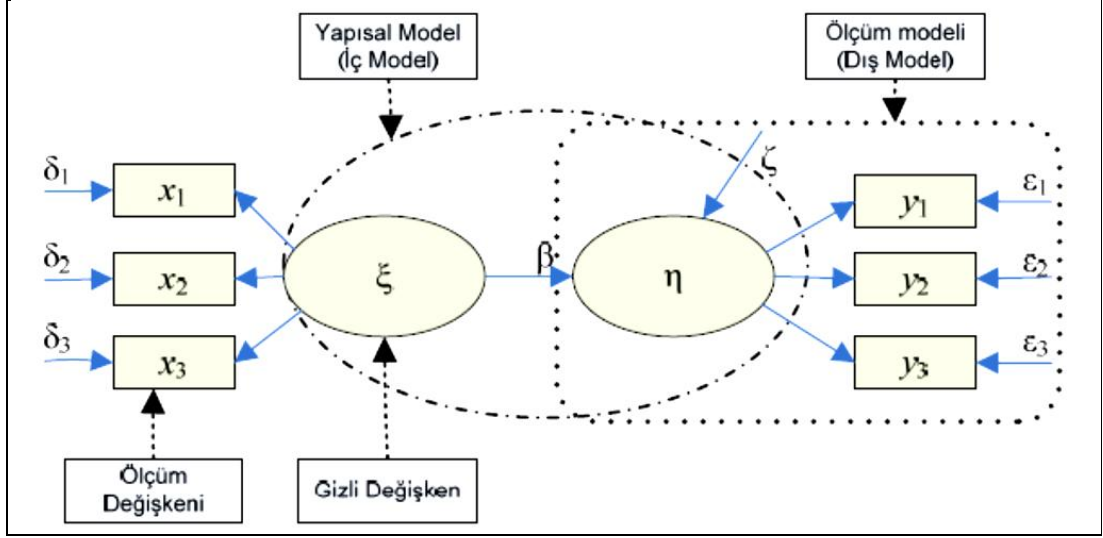 Yapısal Model
(İç Model)
Ölçüm modeli
(Dış Model)
δ1
x1
ζ
y1
ε1
δ2
x2
ξ
β
η
y2
ε2
δ3
x3
y3
ε3
Ölçüm
Değişkeni
Gizli Değişken